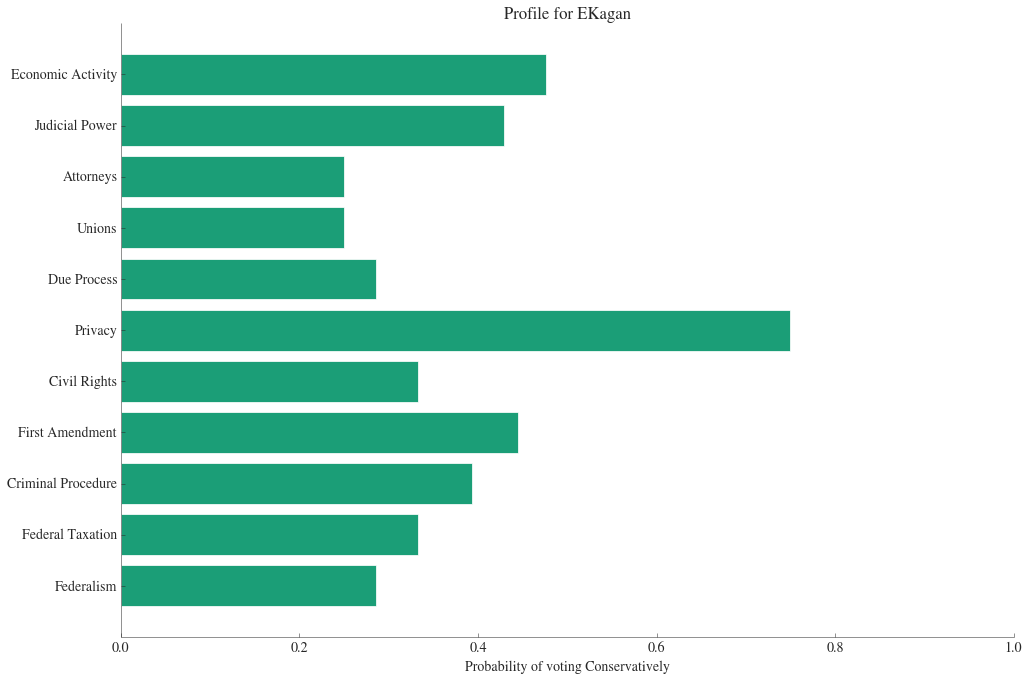 Profile for EKagan
Economic Activity
Judicial Power
Attorneys
Unions
Due Process
Privacy
Civil Rights
First Amendment
Criminal Procedure
Federal Taxation
Federalism
0.0 0.2 0.4 0.6 0.8 1.0
Probability of voting Conservatively